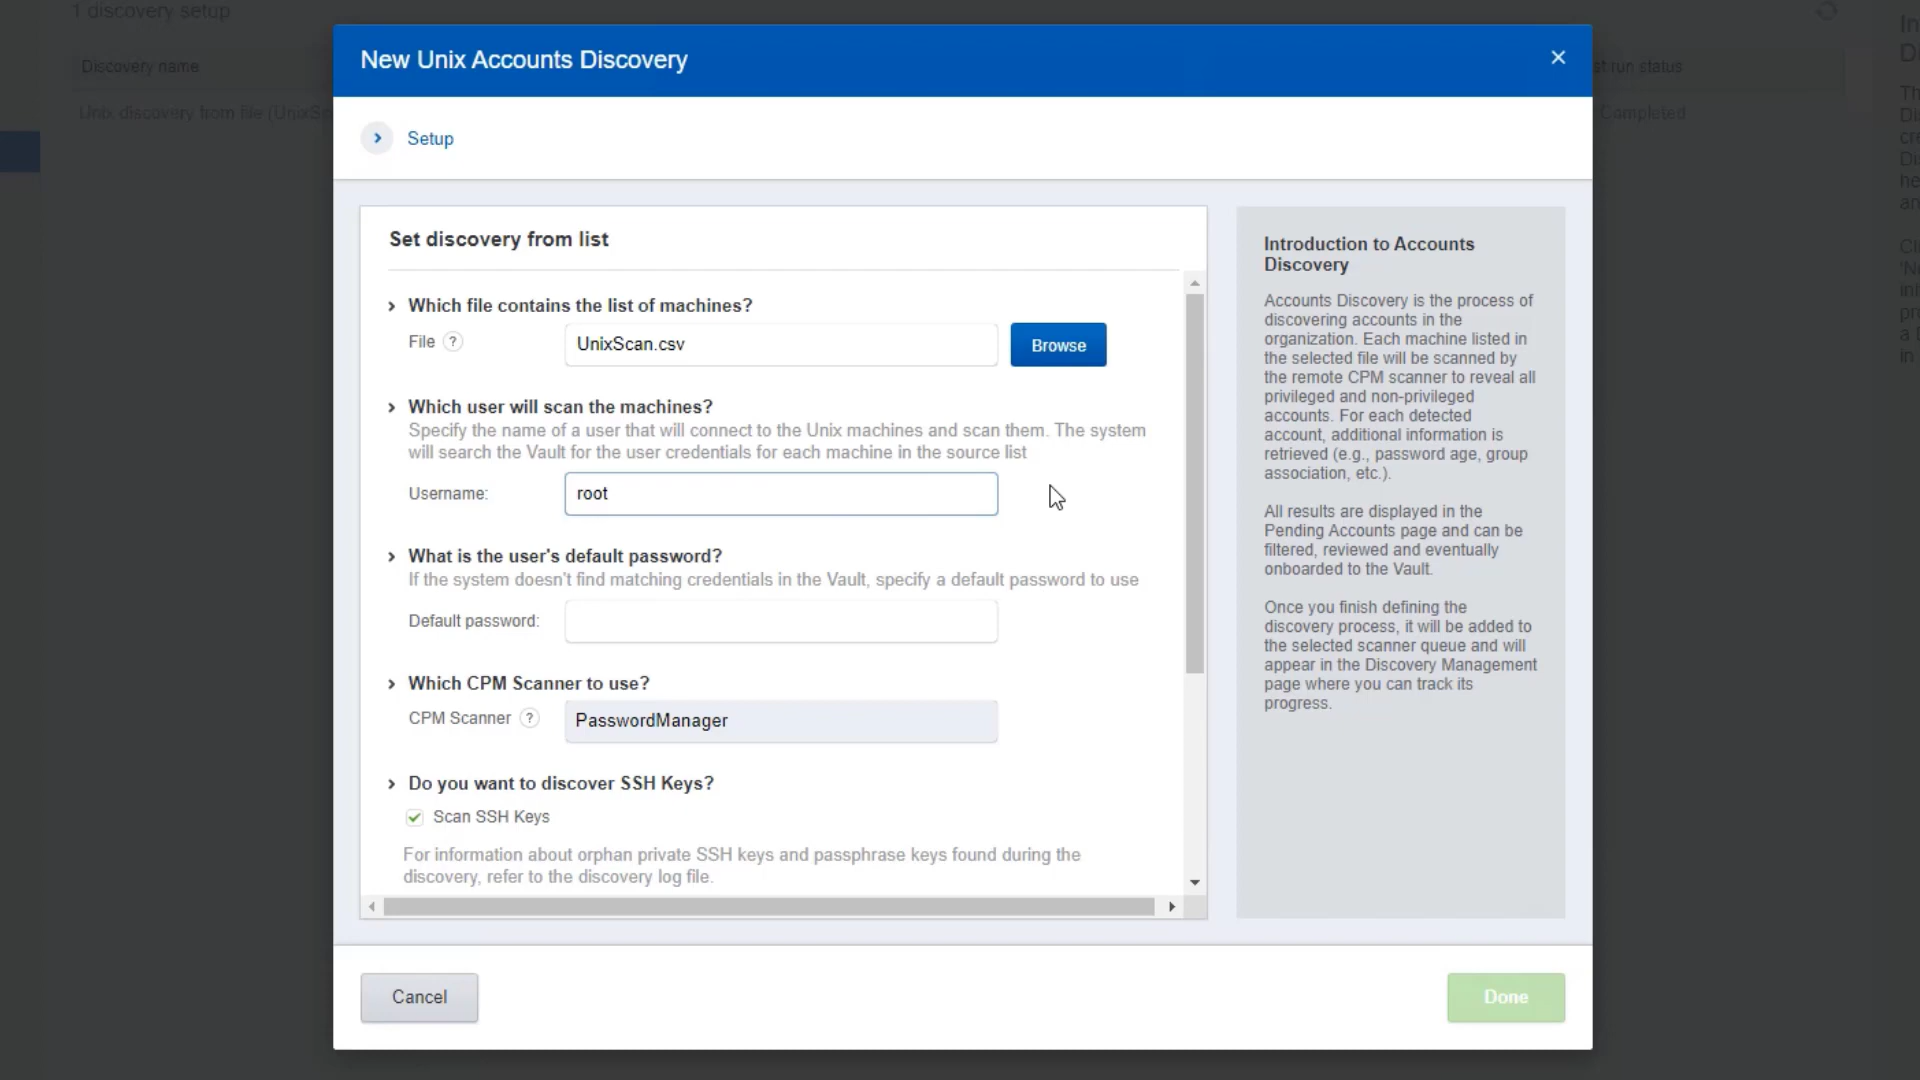 1 discovery setup
Discovery name
st run status
Unix discovery from file (UnixS
Completed
New Unix Accounts Discovery
Setup
Set discovery from list
Which file contains the list of machines?
File ?
UnixScan.csv
Browse
Which user will scan the machines?
Specify the name of a user that will connect to the Unix machines and scan them. The system
will search the Vault for the user credentials for each machine in the source list
Username:
root
What is the user's default password?
If the system doesn't find matching credentials in the Vault, specify a default password to use
Default password:
Which CPM Scanner to use?
CPM Scanner ?
PasswordManager
Do you want to discover SSH Keys?
Scan SSH Keys
For information about orphan private SSH keys and passphrase keys found during the
discovery, refer to the discovery log file.
Introduction to Accounts
Discovery
Accounts Discovery is the process of
discovering accounts in the
organization. Each machine listed in
the selected file will be scanned by
the remote CPM scanner to reveal all
privileged and non-privileged
accounts. For each detected
account, additional information is
retrieved (e.g., password age, group
association, etc.).
All results are displayed in the
Pending Accounts page and can be
filtered, reviewed and eventually
onboarded to the Vault.
Once you finish defining the
discovery process, it will be added to
the selected scanner queue and will
appear in the Discovery Management
page where you can track its
progress.
Cancel
Done